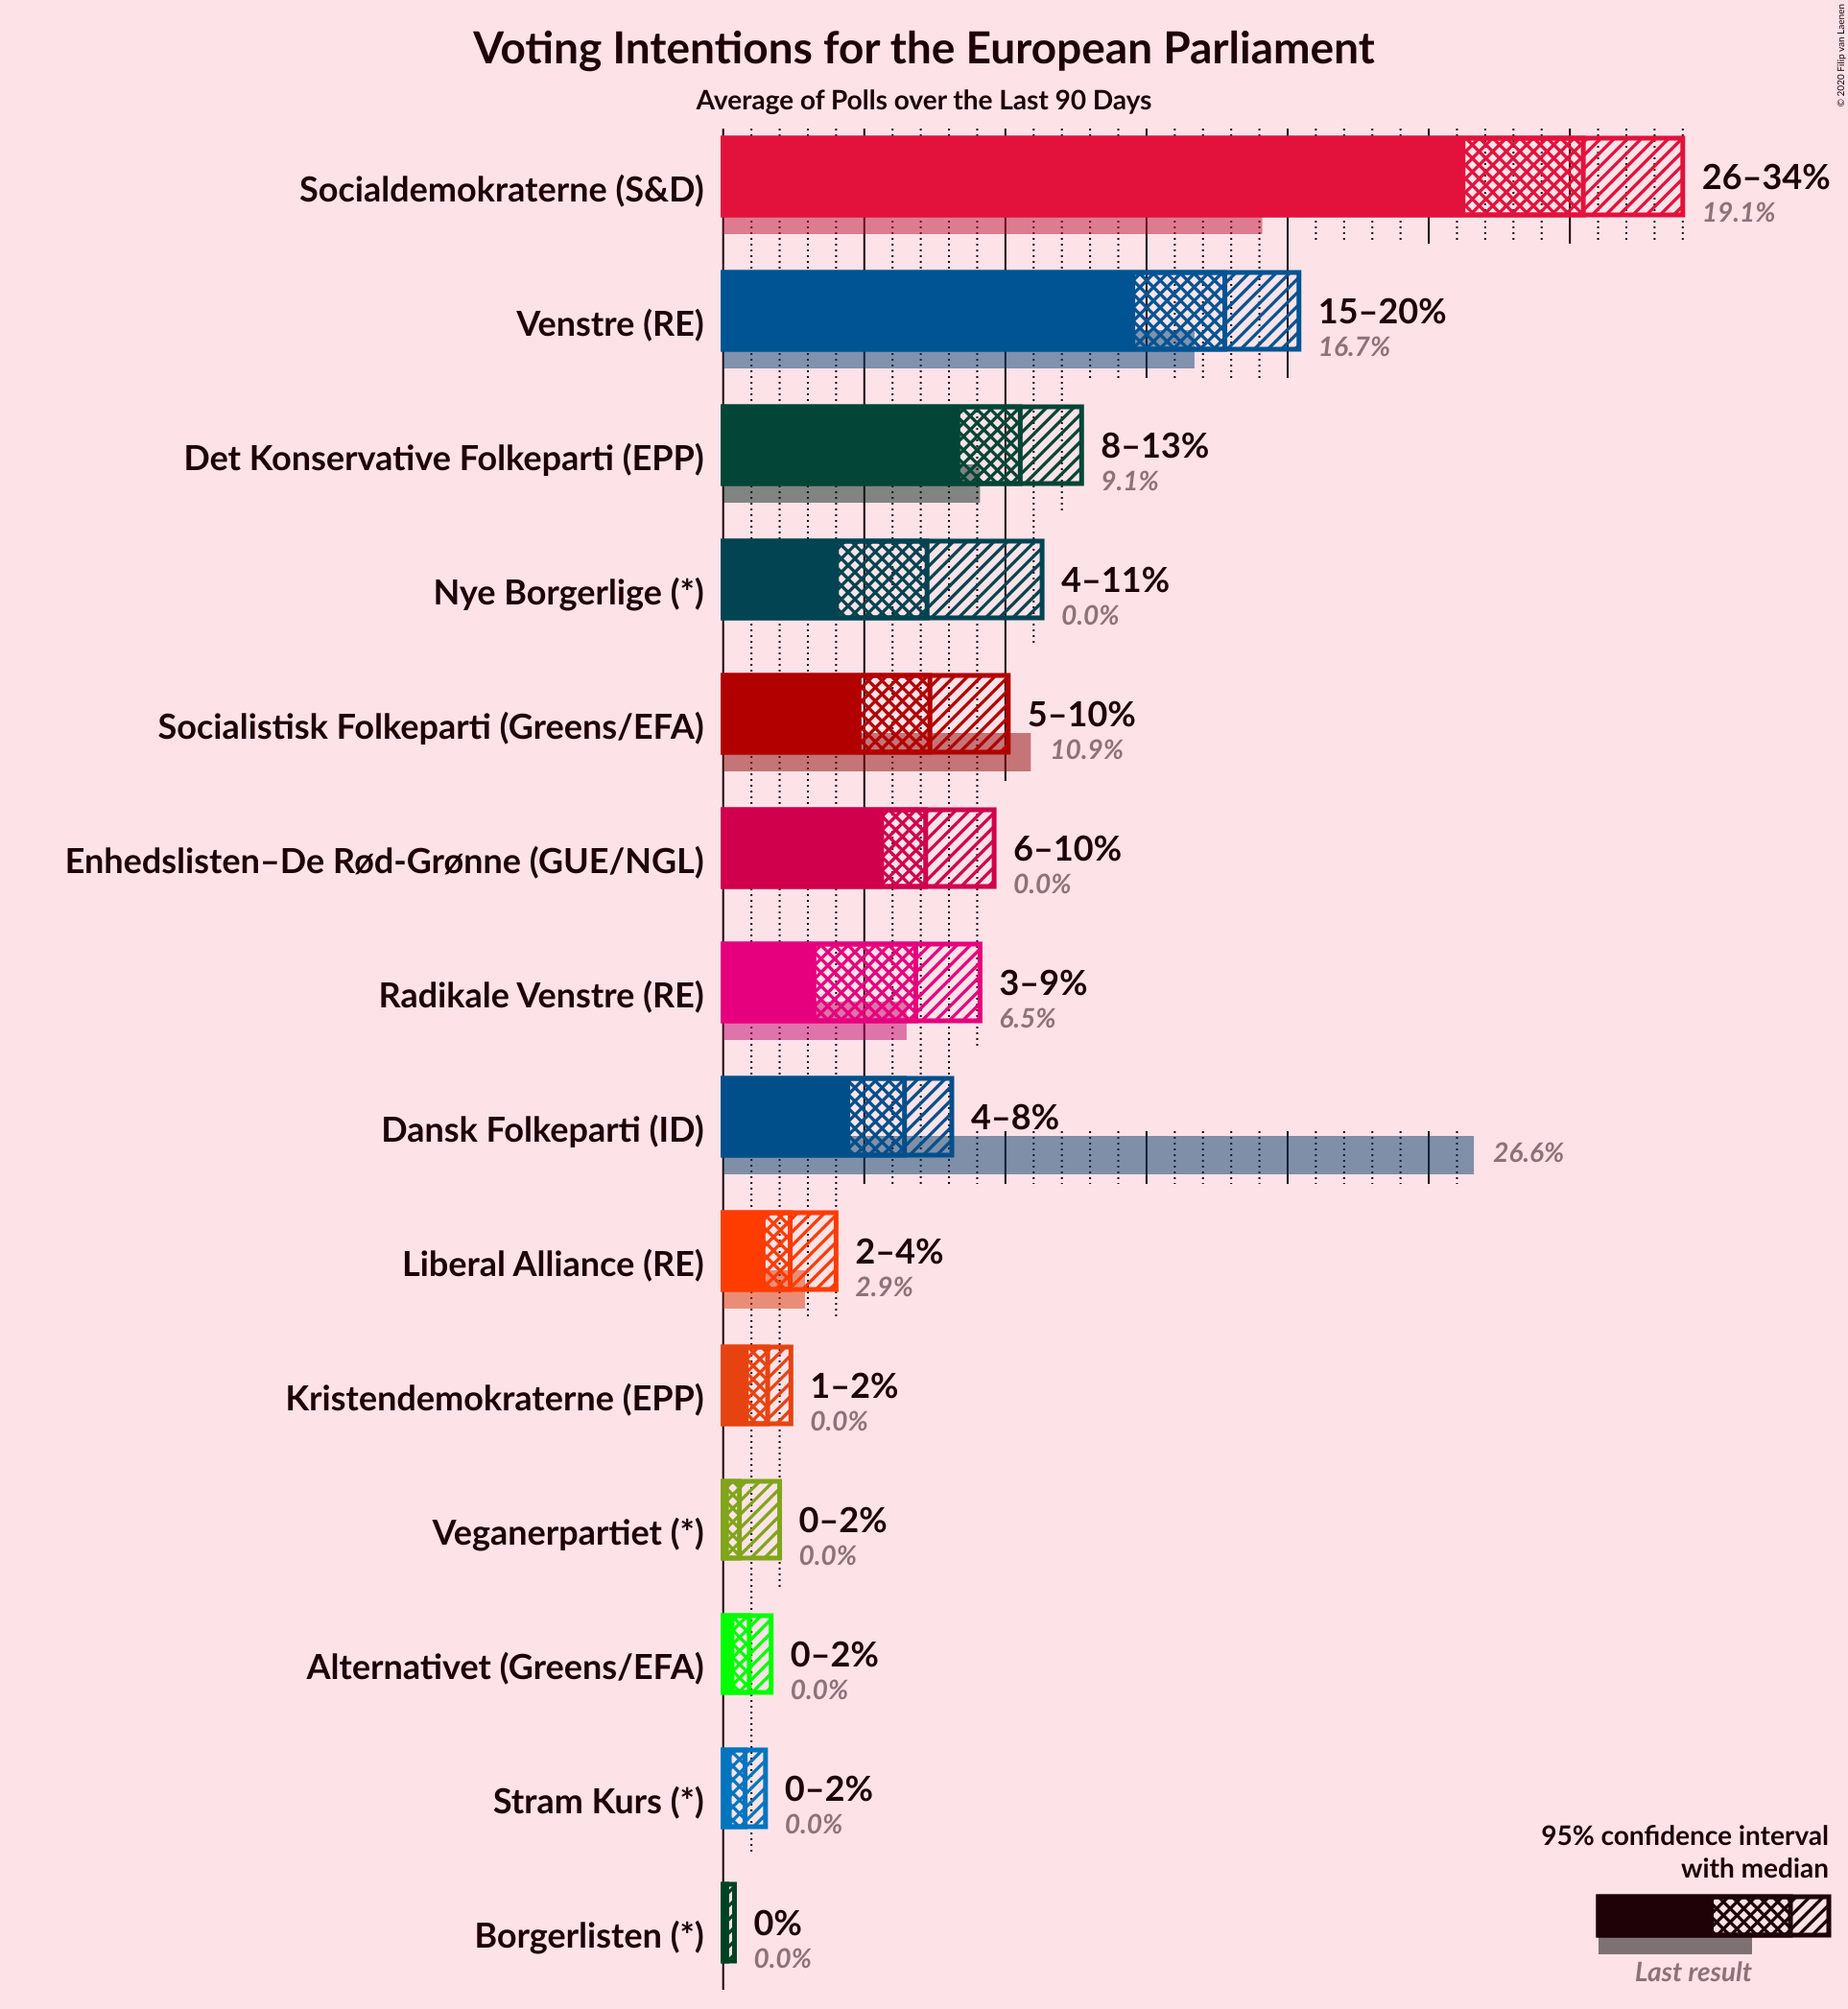 Voting Intentions for the European Parliament
Average of Polls over the Last 90 Days
© 2020 Filip van Laenen
Socialdemokraterne (S&D)
26–34%
19.1%
Venstre (RE)
15–20%
16.7%
Det Konservative Folkeparti (EPP)
8–13%
9.1%
Nye Borgerlige (*)
4–11%
0.0%
Socialistisk Folkeparti (Greens/EFA)
5–10%
10.9%
Enhedslisten–De Rød-Grønne (GUE/NGL)
6–10%
0.0%
Radikale Venstre (RE)
3–9%
6.5%
Dansk Folkeparti (ID)
4–8%
26.6%
Liberal Alliance (RE)
2–4%
2.9%
Kristendemokraterne (EPP)
1–2%
0.0%
Veganerpartiet (*)
0–2%
0.0%
Alternativet (Greens/EFA)
0–2%
0.0%
Stram Kurs (*)
0–2%
0.0%
Borgerlisten (*)
0%
0.0%
95% confidence interval
with median
Last result